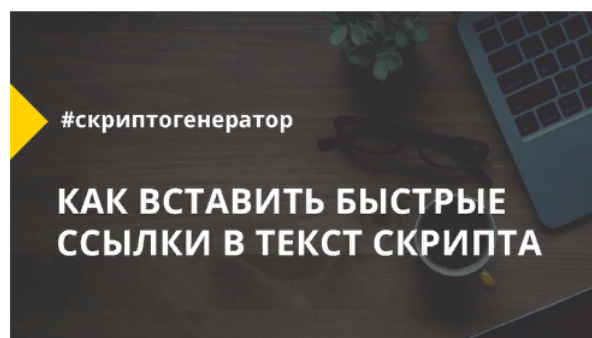 #скриптогенератор
КАК ВСТАВИТЬ БЫСТРЫЕ
ССЫЛКИ В ТЕКСТ СКРИПТА